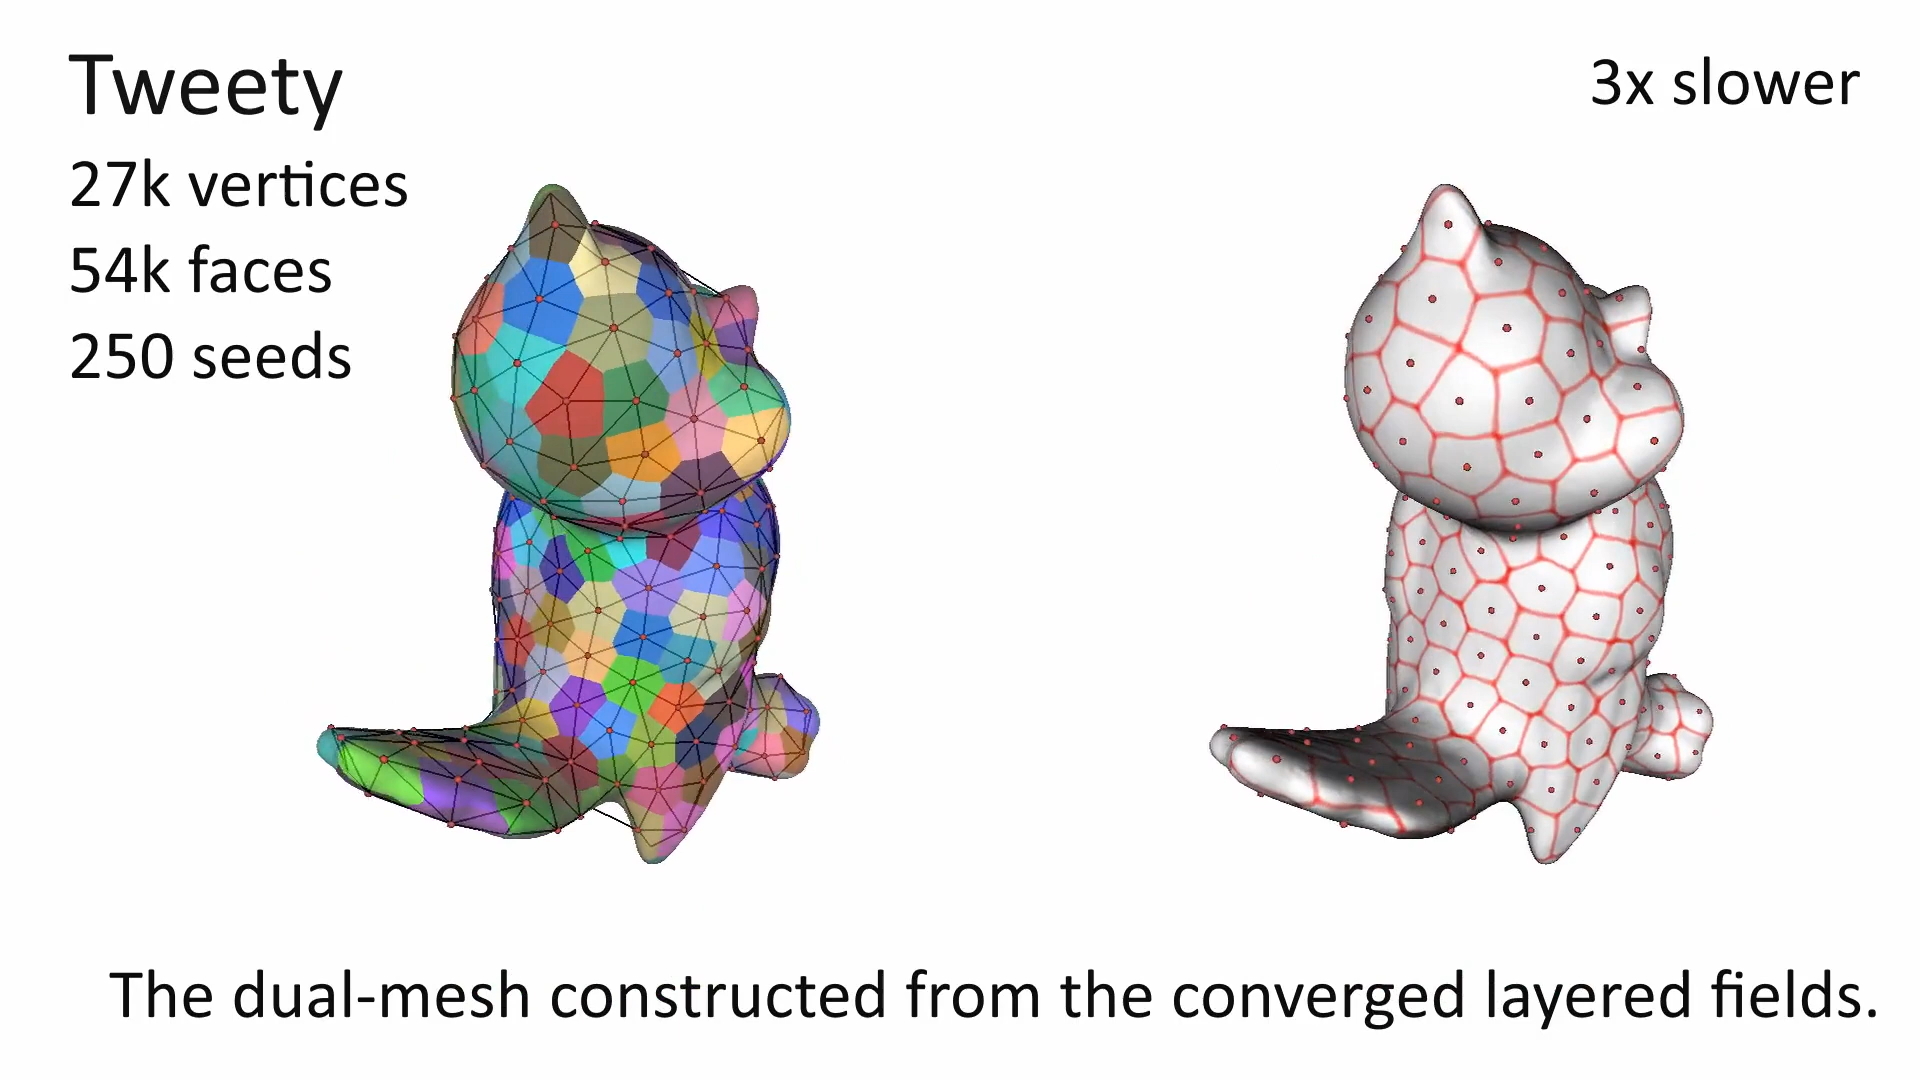 Tweety
3x slower
27k vertices
54k faces
250 seeds
The dual-mesh constructed from the converged layered fields.